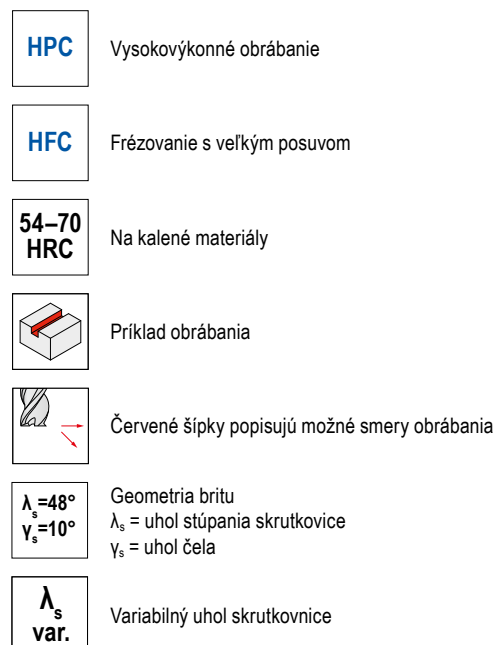 HPC
Vysokovýkonné obrábanie
HFC
Frézovanie s veľkým posuvom
54–70
HRC
Na kalené materiály
Príklad obrábania
Červené šípky popisujú možné smery obrábania
λs=48°
γs=10°
Geometria britu
λs = uhol stúpania skrutkovice
γs = uhol čela
λs
var.
Variabilný uhol skrutkovnice